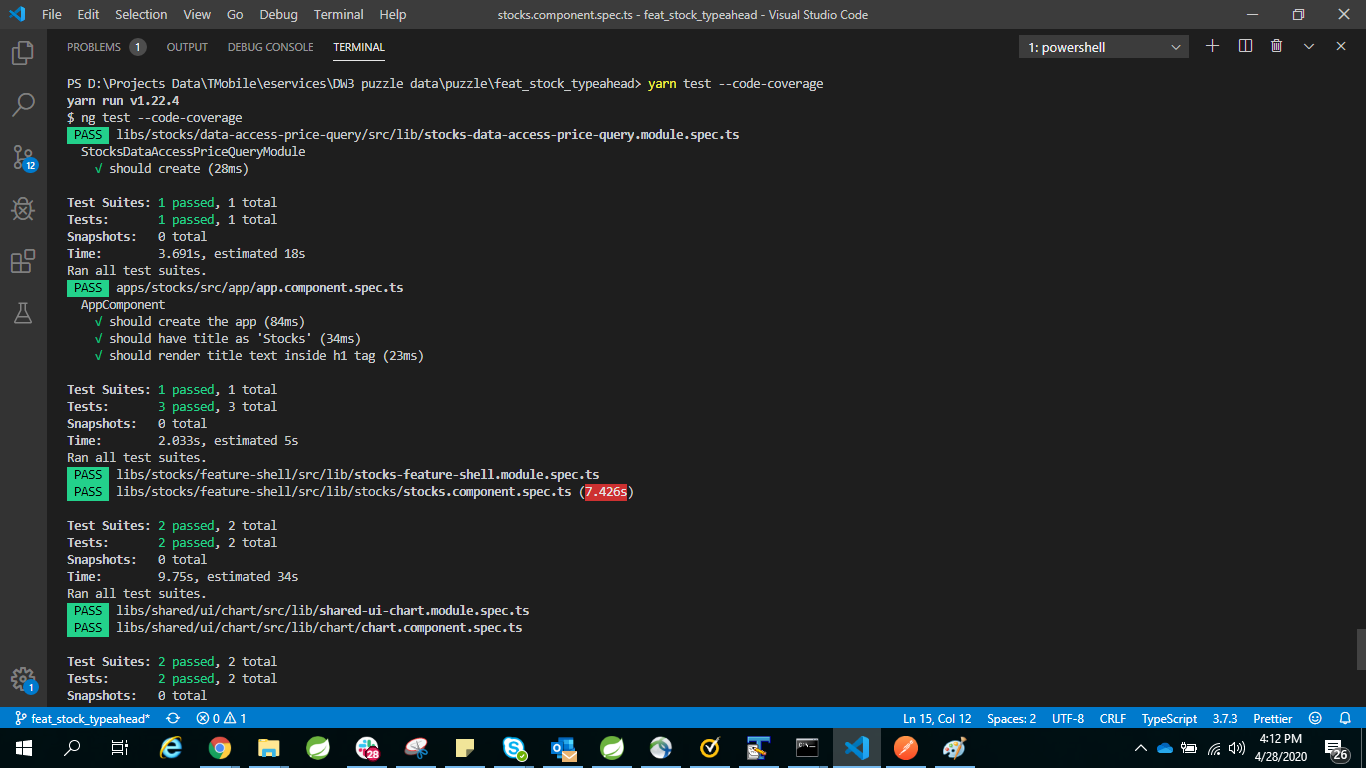 File Edit Selection View Go Debug Terminal Help stocks.component.spec.ts - feat_stock_typeahead - Visual Studio Code
PROBLEMS 1 OUTPUT DEBUG CONSOLE TERMINAL 1: powershell
PS D:\Projects Data\TMobile\eservices\DW3 puzzle data\puzzle\feat_stock_typeahead> yarn test --code-coverage
yarn run v1.22.4
$ ng test --code-coverage
PASS libs/stocks/data-access-price-query/src/lib/stocks-data-access-price-query.module.spec.ts
StocksDataAccessPriceQueryModule
√ should create (28ms)
Test Suites: 1 passed, 1 total
Tests: 1 passed, 1 total
Snapshots: 0 total
Time: 3.691s, estimated 18s
Ran all test suites.
PASS apps/stocks/src/app/app.component.spec.ts
AppComponent
√ should create the app (84ms)
√ should have title as 'Stocks' (34ms)
√ should render title text inside h1 tag (23ms)
Test Suites: 1 passed, 1 total
Tests: 3 passed, 3 total
Snapshots: 0 total
Time: 2.033s, estimated 5s
Ran all test suites.
PASS libs/stocks/feature-shell/src/lib/stocks-feature-shell.module.spec.ts
PASS libs/stocks/feature-shell/src/lib/stocks/stocks.component.spec.ts (7.426s)
Test Suites: 2 passed, 2 total
Tests: 2 passed, 2 total
Snapshots: 0 total
Time: 9.75s, estimated 34s
Ran all test suites.
PASS libs/shared/ui/chart/src/lib/shared-ui-chart.module.spec.ts
PASS libs/shared/ui/chart/src/lib/chart/chart.component.spec.ts
Test Suites: 2 passed, 2 total
Tests: 2 passed, 2 total
Snapshots: 0 total
12
1
feat_stock_typeahead* 0 1 Ln 15, Col 12 Spaces: 2 UTF-8 CRLF TypeScript 3.7.3 Prettier
28
4:12 PM
4/28/2020
26